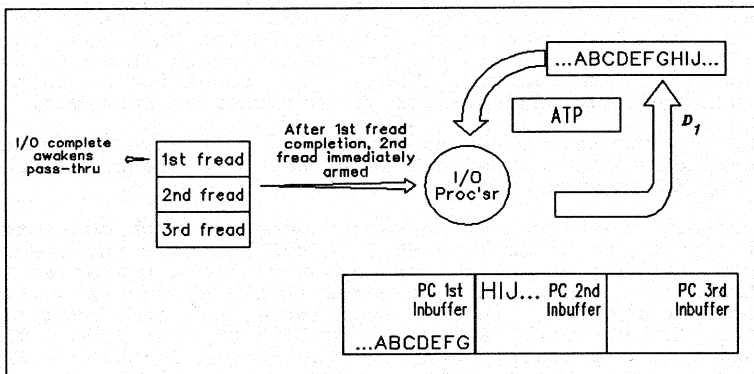 ...ABCDEFGHIJ...
ATP
D1
I/O complete
awakens
pass-thru
1st fread
2nd fread
3rd fread
After 1st fread
completion, 2nd
fread immediately
armed
I/O
Proc'sr
PC 1st
Inbuffer
...ABCDEFG
HIJ... PC 2nd
Inbuffer
PC 3rd
Inbuffer